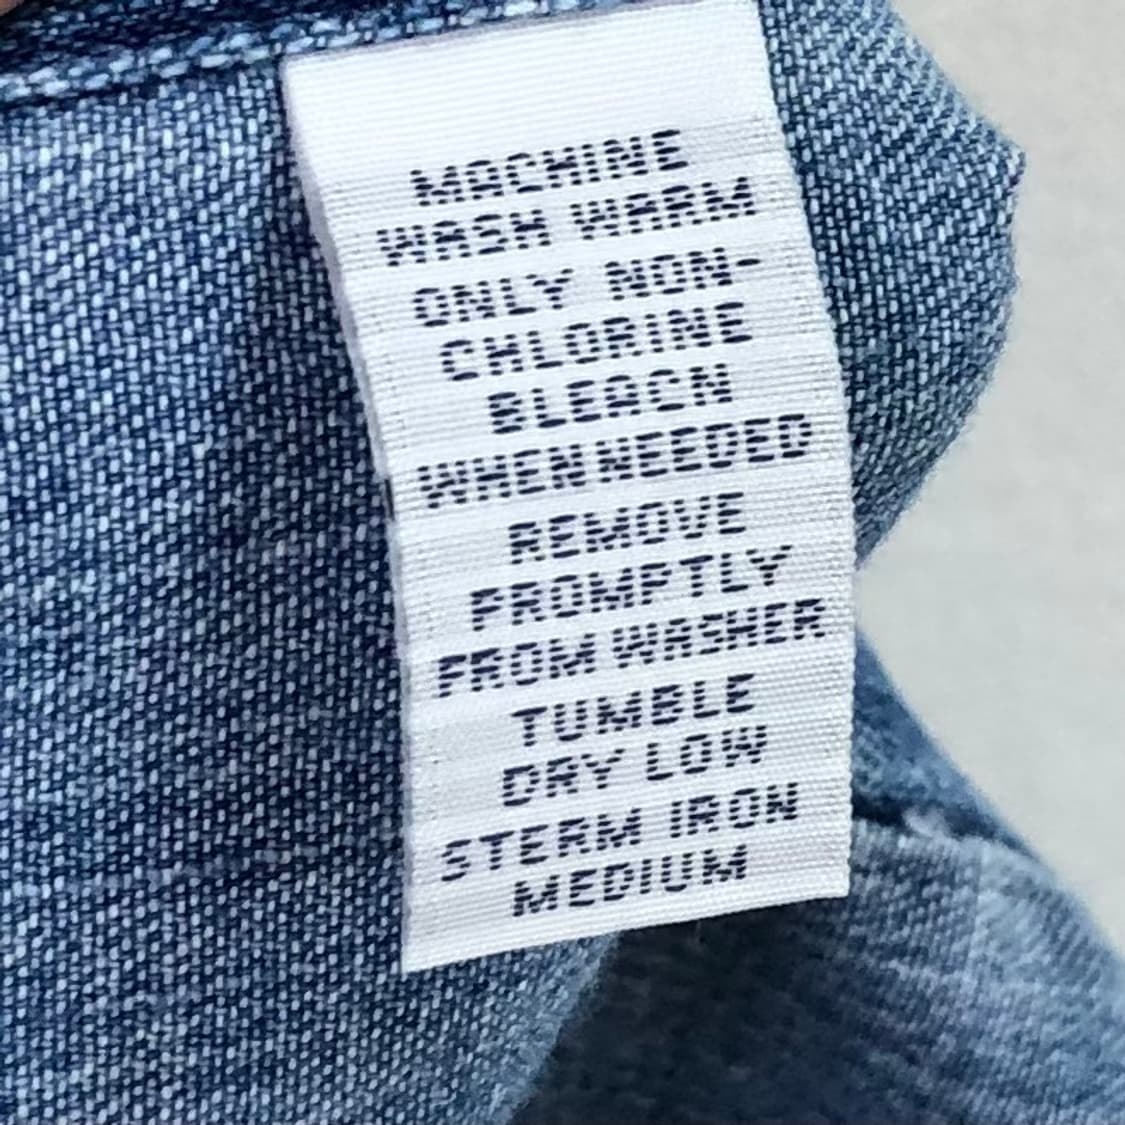 MACHINE
WASH WARM
ONLY NON-
CHLORINE
BLEACN
WHEN NEEDED
REMOVE
PROMPTLY
FROM WASHER
TUMBLE
DRY LOW
STERM IRON
MEDIUM